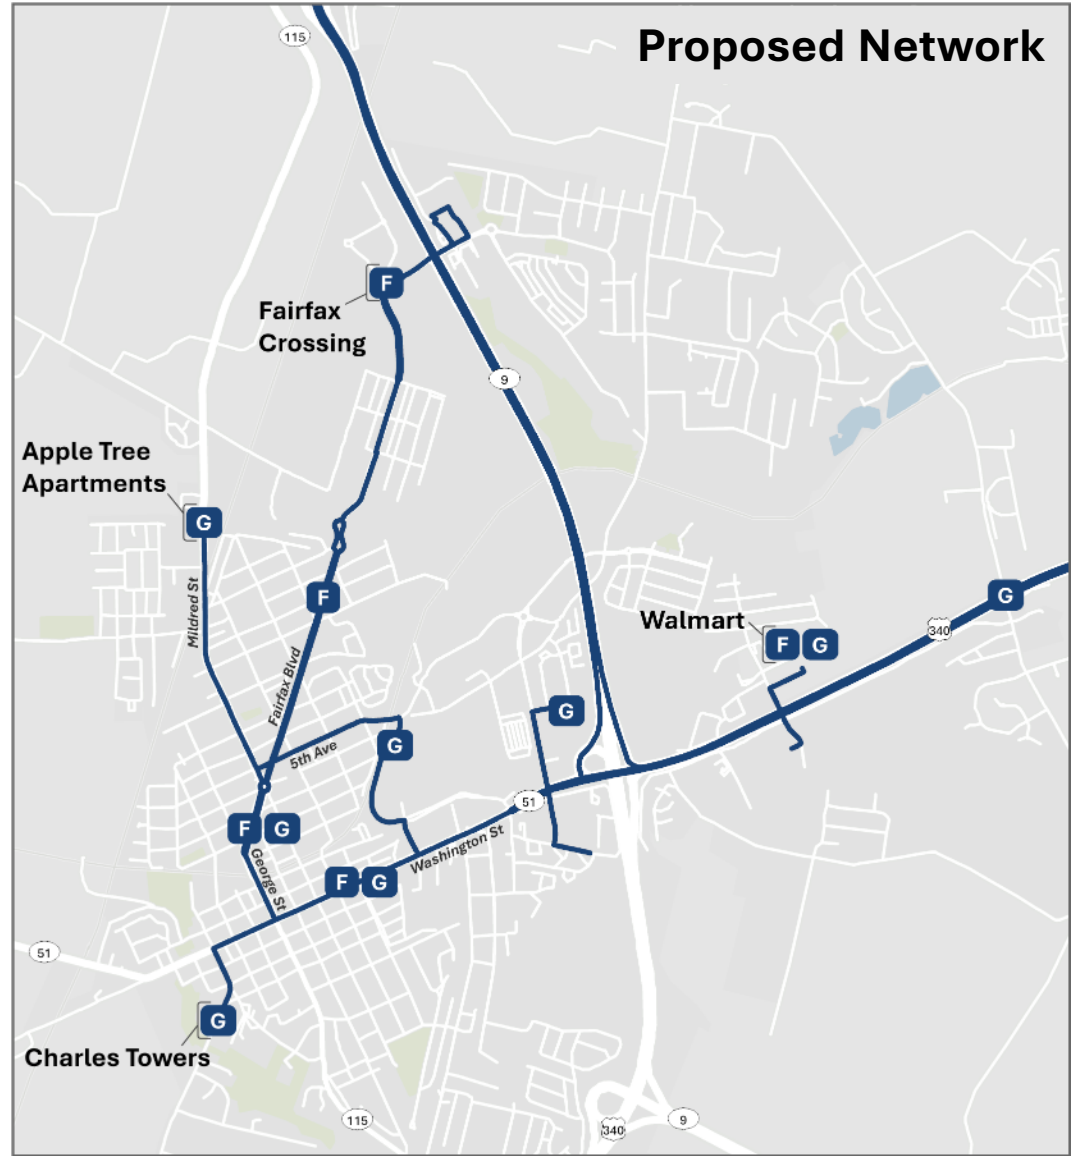 Proposed Network
115
F
Fairfax
Crossing
9
Apple Tree
Apartments
G
Mildred St
F
G
Walmart
F G
340
Fairfax Blvd
5th Ave
G
G
51
F G
George St
Washington St
F G
51
G
Charles Towers
115
340
9